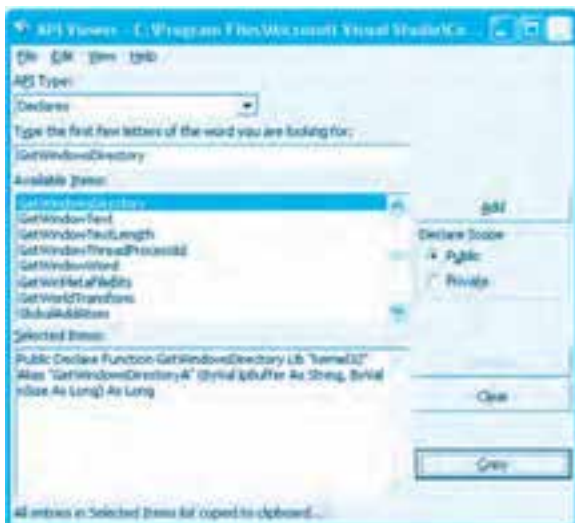 API Viewer - C:\Program Files\Microsoft Visual Studio\Co...
File Edit View Help
API Type:
Declares
Type the first few letters of the word you are looking for:
GetWindowsDirectory
Available Items:
GetWindowsDirectory
GetWindowText
GetWindowTextLength
GetWindowThreadProcessId
GetWindowWord
GetWinMetaFileBits
GetWorldTransform
GlobalAddAtom
Add
Declare Scope
Public
Private
Selected Items:
Public Declare Function GetWindowsDirectory Lib "kernel32"
Alias "GetWindowsDirectoryA" (ByVal lpBuffer As String, ByVal
nSize As Long) As Long
Clear
Copy
All entries in Selected Items list copied to clipboard...